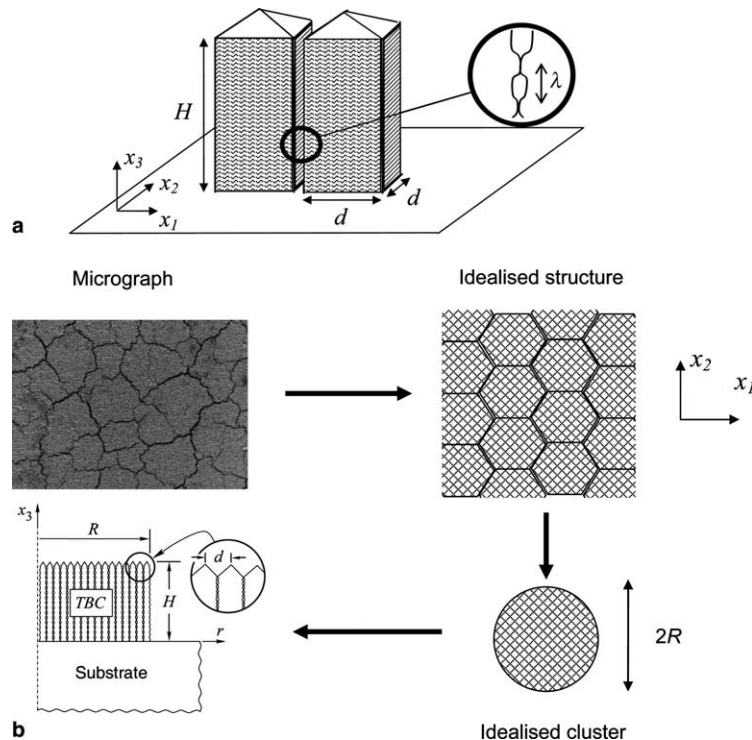 H
λ
x3
x2
x1
d
d
a
Micrograph
Idealised structure
x2
x1
x3
R
d
TBC
H
r
Substrate
2R
b
Idealised cluster